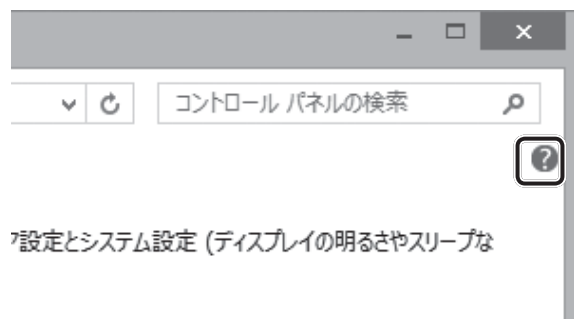 コントロール パネルの検索
?
ア設定とシステム設定 (ディスプレイの明るさやスリープな